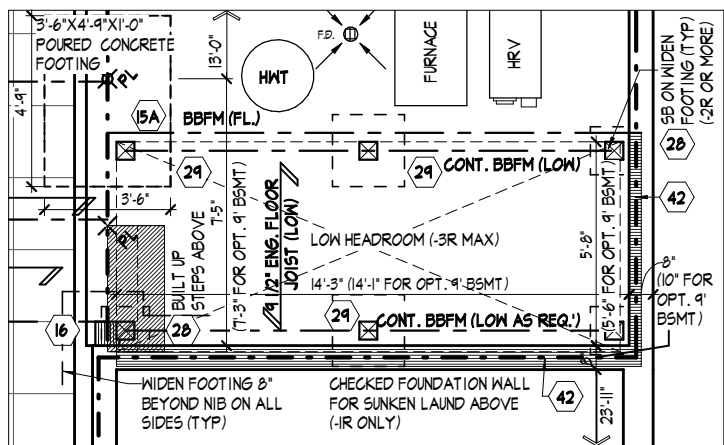 3'-6"X4'-9"X1'-0"
POURED CONCRETE
FOOTING
4'-9"
PL
13'-0"
F.D.
HWT
FURNACE
HRV
SB ON WIDEN
FOOTING (TYP)
(-2R OR MORE)
15A
BBFM (FL.)
28
29
29
CONT. BBFM (LOW)
42
3'-6"
7'-5"
(7'-3" FOR OPT. 9' BSMT)
9 1/2" ENG. FLOOR
JOIST (LOW)
LOW HEADROOM (-3R MAX)
5'-8"
(5'-6" FOR OPT. 9' BSMT)
PL
BUILT UP
STEPS ABOVE
14'-3" (14'-1" FOR OPT. 9' BSMT)
8"
(10" FOR
OPT. 9'
BSMT)
16
28
29
CONT. BBFM (LOW AS REQ.')
WIDEN FOOTING 8"
BEYOND NIB ON ALL
SIDES (TYP)
CHECKED FOUNDATION WALL
FOR SUNKEN LAUND ABOVE
(-1R ONLY)
42
23'-11"